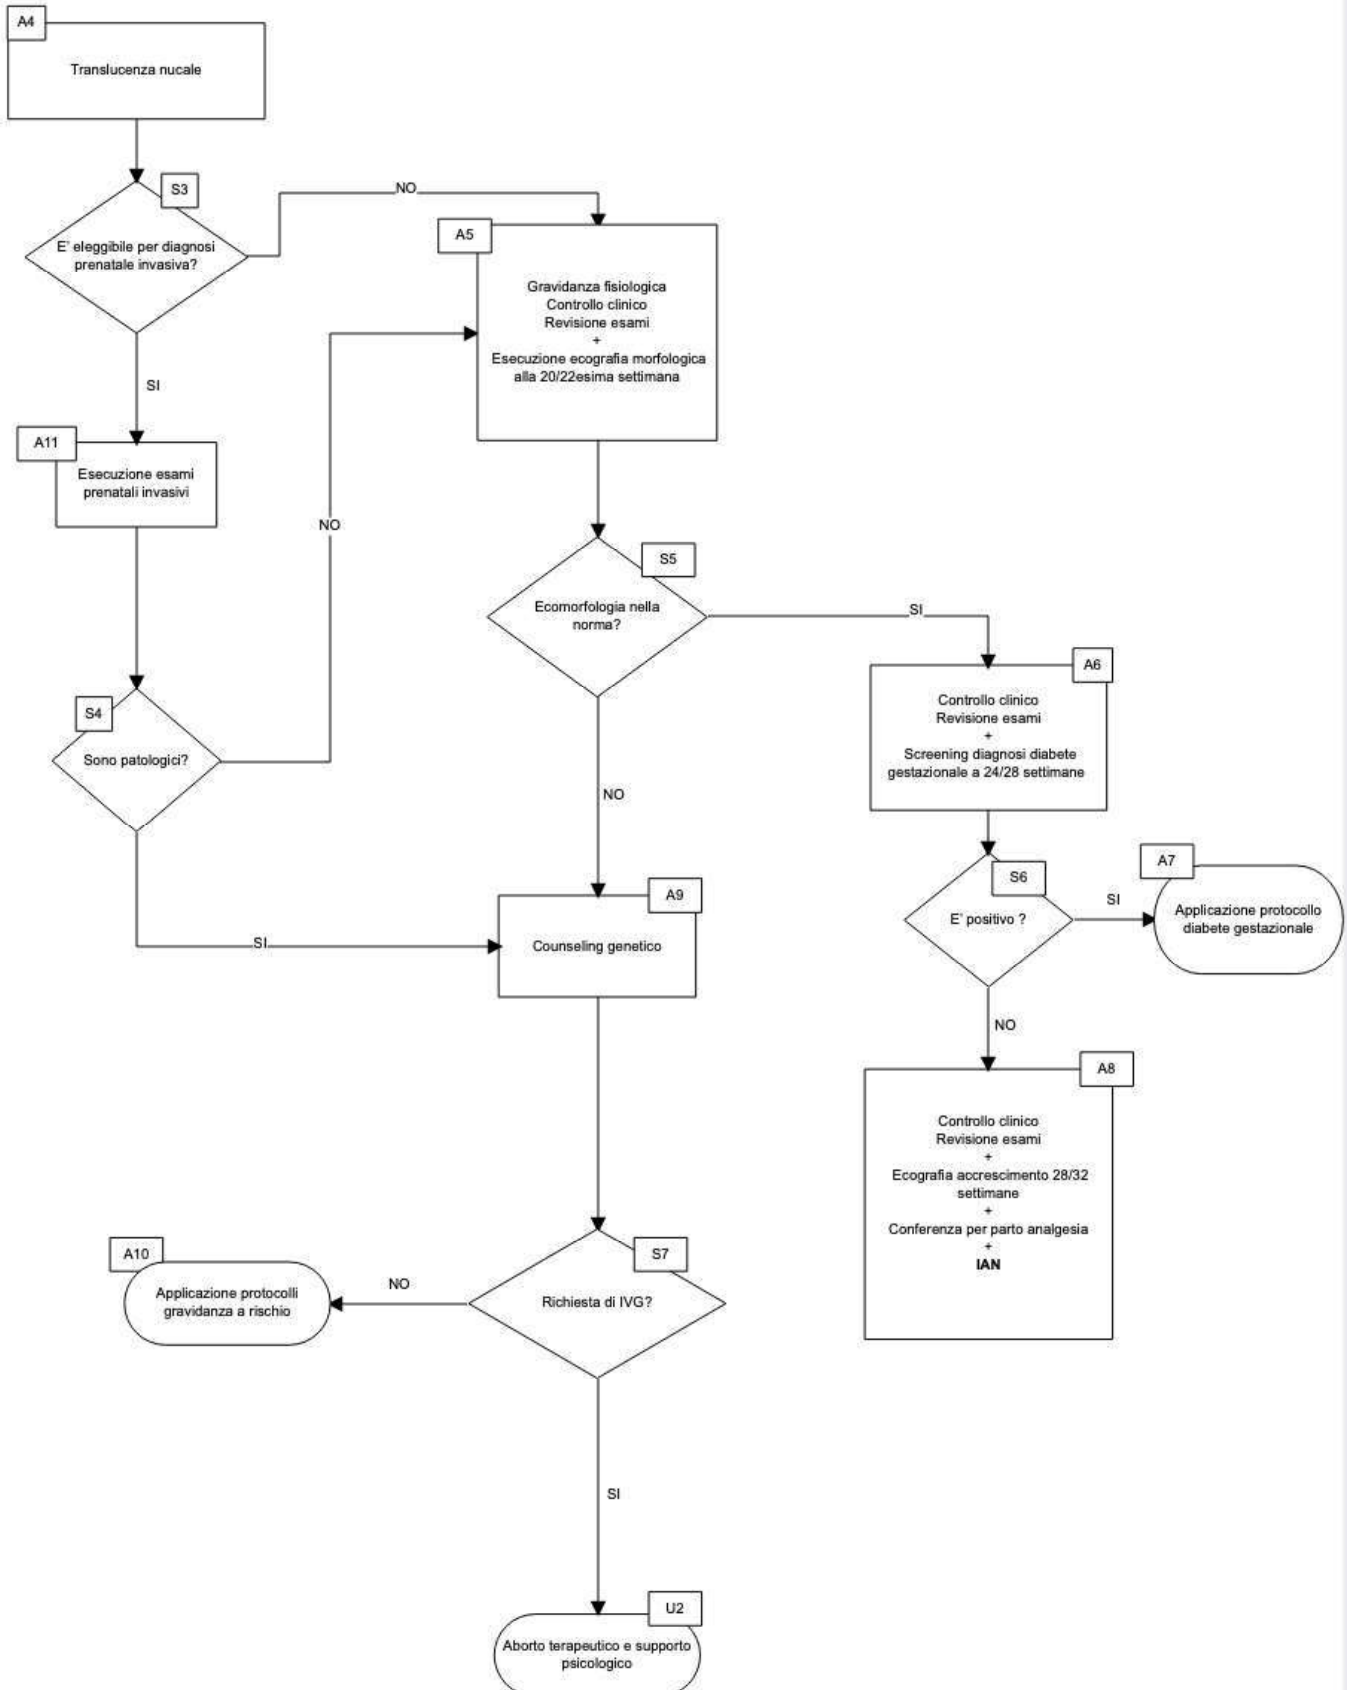 A4
Translucenza nucale
S3
E' eleggibile per diagnosi
prenatale invasiva?
NO
A5
Gravidanza fisiologica
Controllo clinico
Revisione esami
+
Esecuzione ecografia morfologica
alla 20/22esima settimana
SI
A11
Esecuzione esami
prenatali invasivi
NO
S5
Ecomorfologia nella
norma?
SI
A6
Controllo clinico
Revisione esami
+
Screening diagnosi diabete
gestazionale a 24/28 settimane
S4
Sono patologici?
NO
S6
E' positivo ?
SI
A7
Applicazione protocollo
diabete gestazionale
A9
Counseling genetico
SI
NO
A8
Controllo clinico
Revisione esami
+
Ecografia accrescimento 28/32
settimane
+
Conferenza per parto analgesia
+
IAN
S7
Richiesta di IVG?
NO
A10
Applicazione protocolli
gravidanza a rischio
SI
U2
Aborto terapeutico e supporto
psicologico